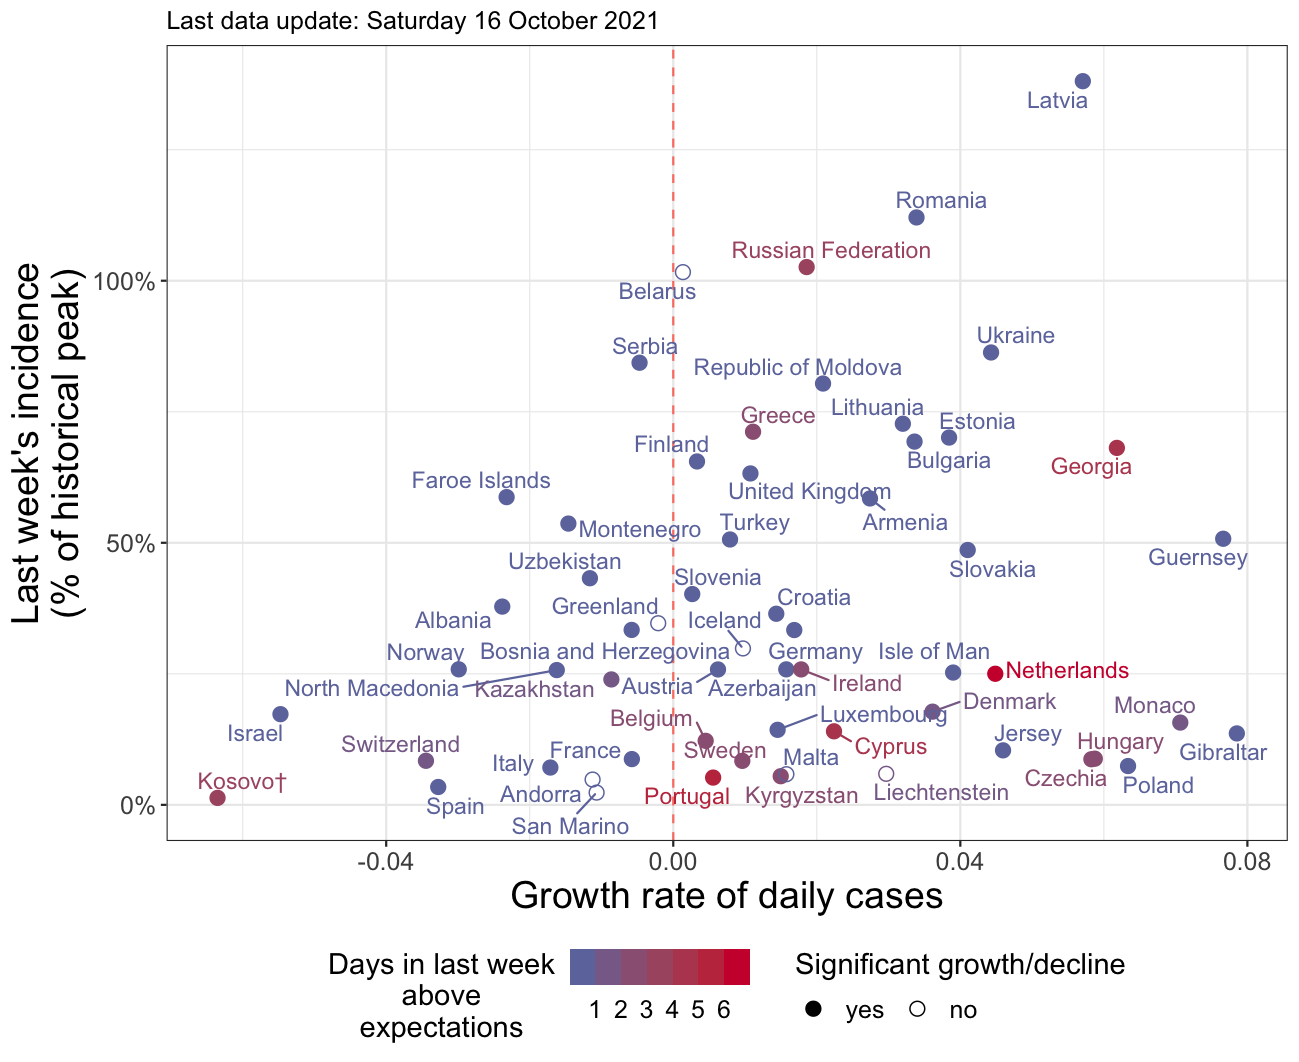 Last data update: Saturday 16 October 2021
Last week's incidence
(% of historical peak)
100%
50%
0%
Latvia
Romania
Russian Federation
Belarus
Ukraine
Serbia
Republic of Moldova
Lithuania
Greece
Estonia
Finland
Bulgaria
Georgia
Faroe Islands
United Kingdom
Armenia
Montenegro
Turkey
Guernsey
Uzbekistan
Slovakia
Slovenia
Croatia
Greenland
Albania
Iceland
Norway
Bosnia and Herzegovina
Germany
Isle of Man
Netherlands
North Macedonia
Kazakhstan
Austria
Azerbaijan
Ireland
Denmark
Monaco
Belgium
Luxembourg
Israel
Jersey
Switzerland
France
Sweden
Cyprus
Hungary
Gibraltar
Italy
Malta
Kosovo†
Czechia
Poland
Spain
Andorra
Portugal
Kyrgyzstan
Liechtenstein
San Marino
-0.04
0.00
0.04
0.08
Growth rate of daily cases
Days in last week
above
expectations
1 2 3 4 5 6
Significant growth/decline
yes
no